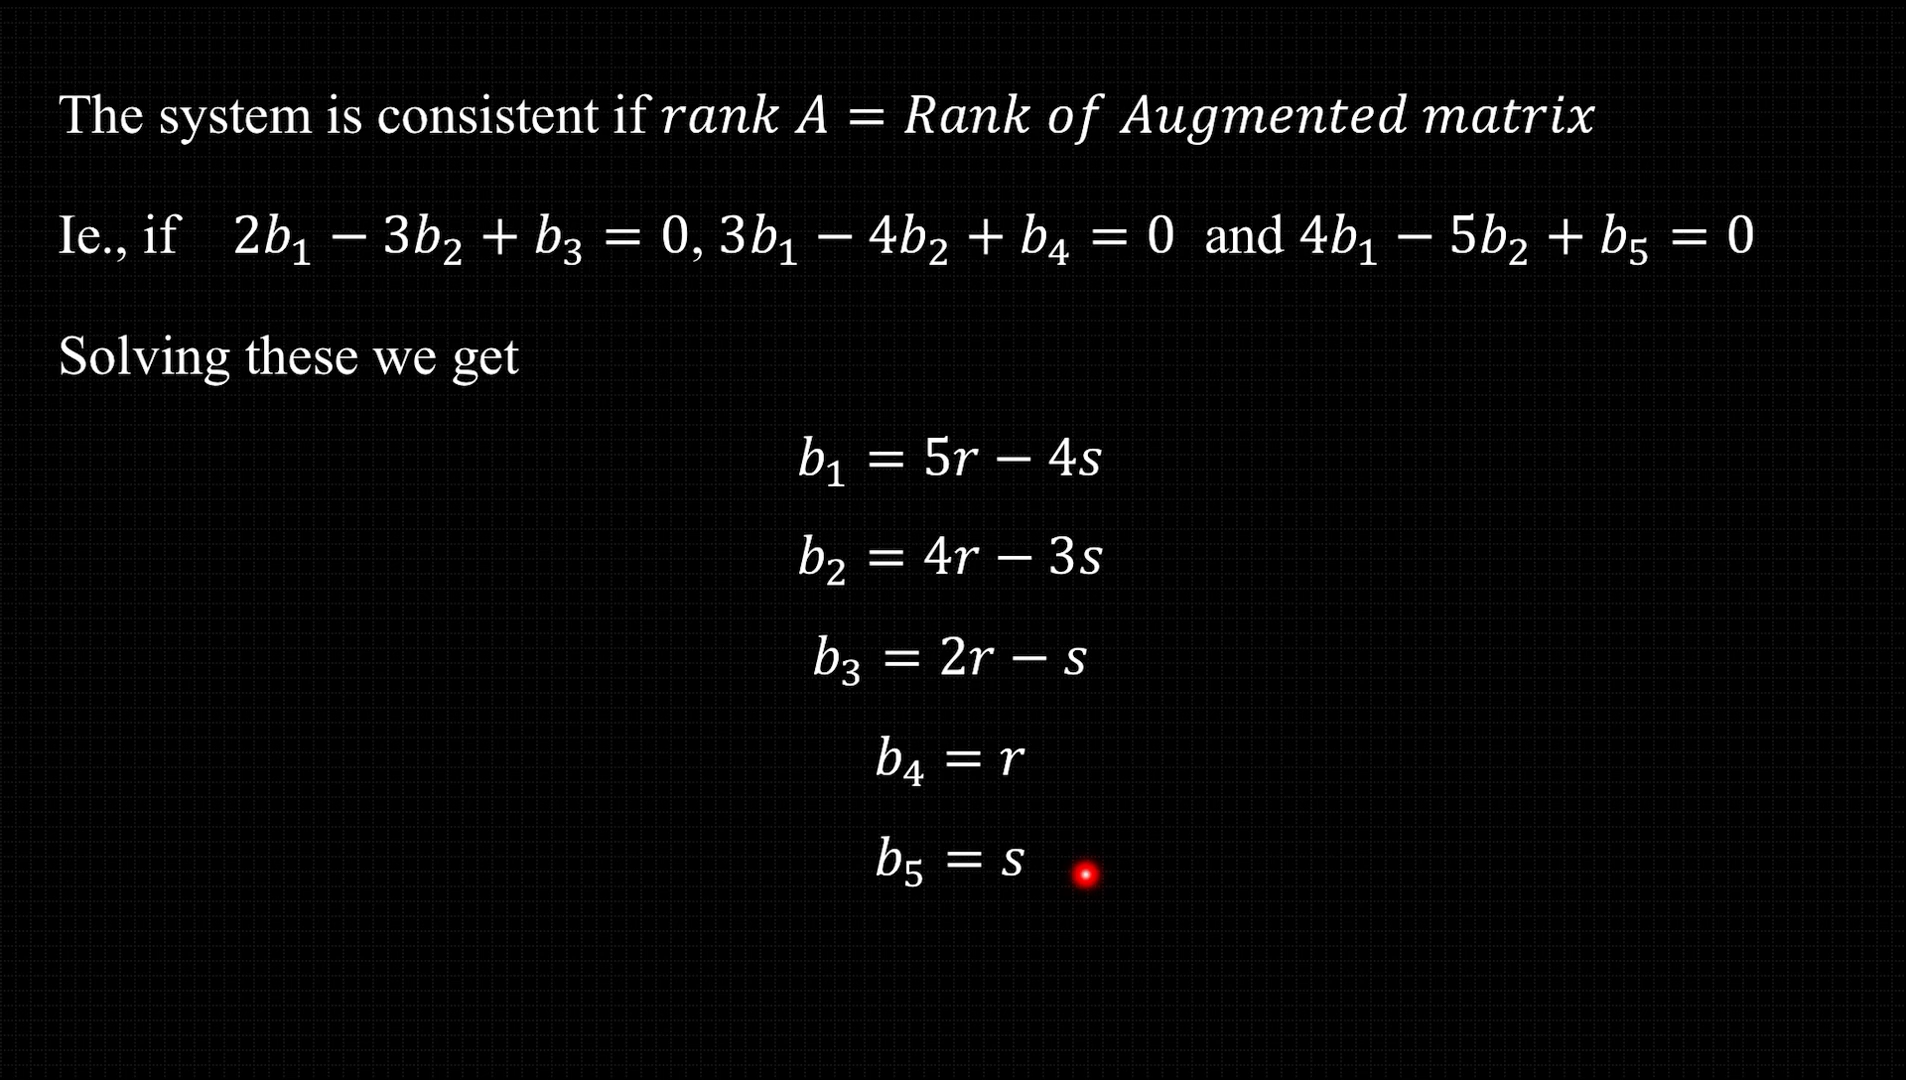 The system is consistent if rank A = Rank of Augmented matrix
Ie., if 2b₁ − 3b₂ + b₃ = 0, 3b₁ − 4b₂ + b₄ = 0 and 4b₁ − 5b₂ + b₅ = 0
Solving these we get
b₁ = 5r − 4s
b₂ = 4r − 3s
b₃ = 2r − s
b₄ = r
b₅ = s